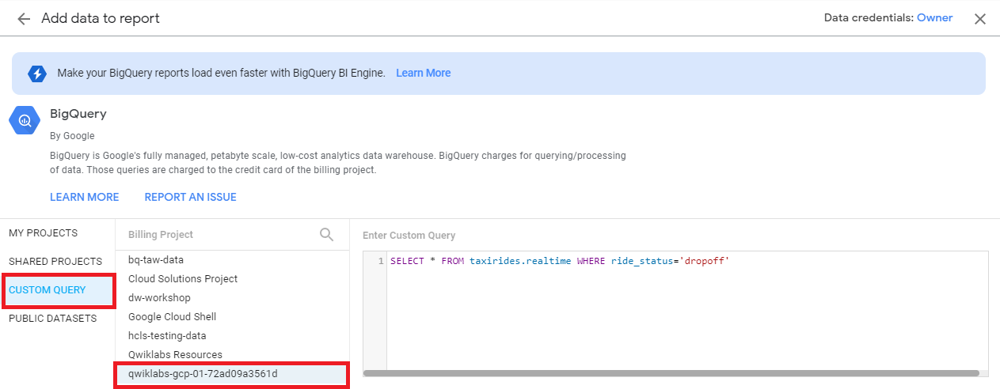 Add data to report
Data credentials: Owner
Make your BigQuery reports load even faster with BigQuery BI Engine. Learn More
BigQuery
By Google
BigQuery is Google's fully managed, petabyte scale, low-cost analytics data warehouse. BigQuery charges for querying/processing
of data. Those queries are charged to the credit card of the billing project.
LEARN MORE REPORT AN ISSUE
MY PROJECTS
SHARED PROJECTS
CUSTOM QUERY
PUBLIC DATASETS
Billing Project
bq-taw-data
Cloud Solutions Project
dw-workshop
Google Cloud Shell
hcls-testing-data
Qwiklabs Resources
qwiklabs-gcp-01-72ad09a3561d
Enter Custom Query
1 SELECT * FROM taxirides.realtime WHERE ride_status='dropoff'